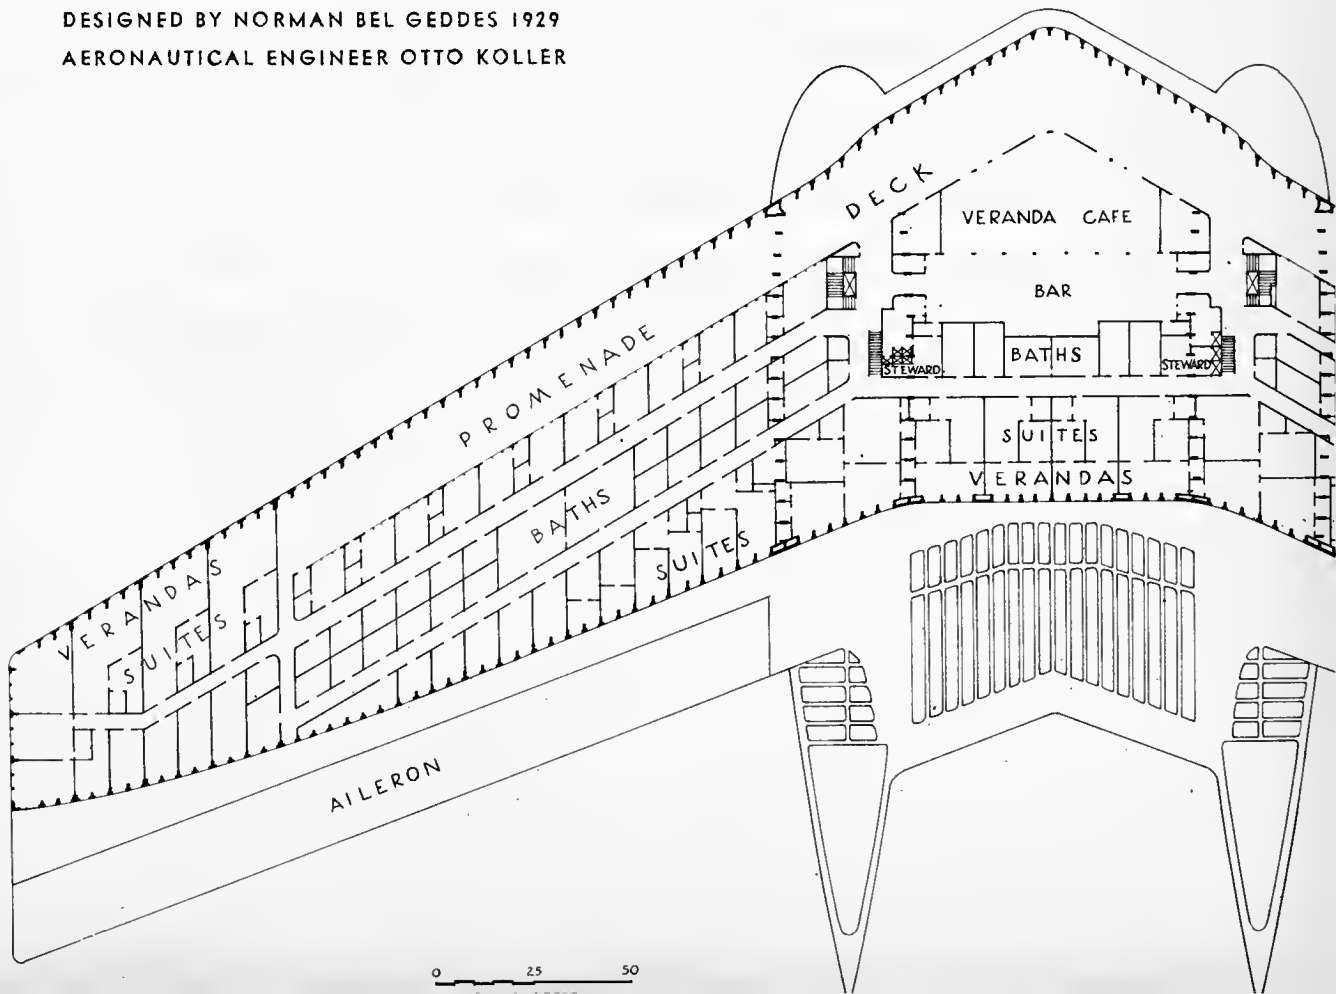 DESIGNED BY NORMAN BEL GEDDES 1929
AERONAUTICAL ENGINEER OTTO KOLLER
DECK
VERANDA CAFE
BAR
PROMENADE
BATHS
STEWARD
STEWARD
SUITES
VERANDAS
BATHS
SUITES
VERANDAS
SUITES
AILERON
0 25 50